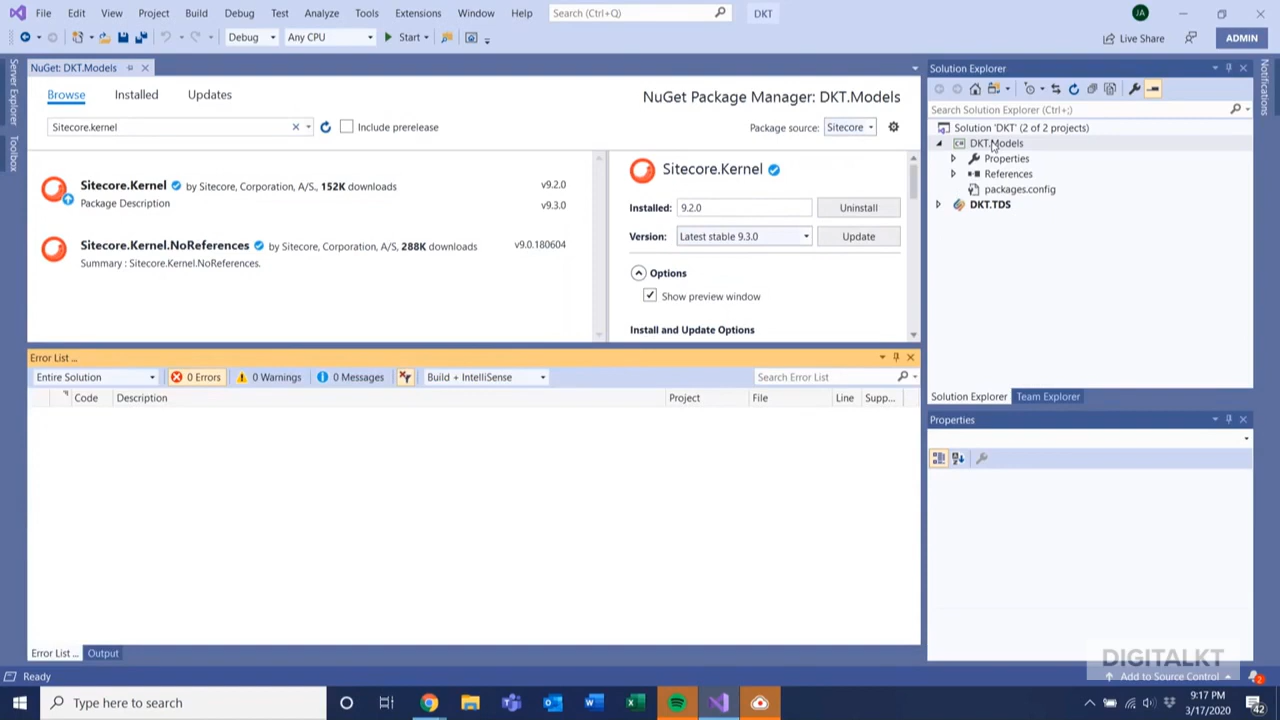 File Edit View Project Build Debug Test Analyze Tools Extensions Window Help Search (Ctrl+Q) DKT JA
Debug Any CPU Start Live Share ADMIN
Server Explorer
Toolbox
NuGet: DKT.Models
Browse Installed Updates
NuGet Package Manager: DKT.Models
Sitecore.kernel Include prerelease Package source: Sitecore
Sitecore.Kernel by Sitecore, Corporation, A/S., 152K downloads v9.2.0
Package Description v9.3.0
Sitecore.Kernel.NoReferences by Sitecore, Corporation, A/S, 288K downloads v9.0.180604
Summary : Sitecore.Kernel.NoReferences.
Sitecore.Kernel
Installed: 9.2.0 Uninstall
Version: Latest stable 9.3.0 Update
Options
Show preview window
Install and Update Options
Error List ...
Entire Solution 0 Errors 0 Warnings 0 Messages Build + IntelliSense Search Error List
Code Description Project File Line Supp...
Error List ... Output
Solution Explorer
Search Solution Explorer (Ctrl+;)
Solution 'DKT' (2 of 2 projects)
C# DKT.Models
Properties
References
packages.config
DKT.TDS
Solution Explorer Team Explorer
Properties
Notifications
DIGITALKT
Ready
Add to Source Control 2
Type here to search
9:17 PM
3/17/2020
42